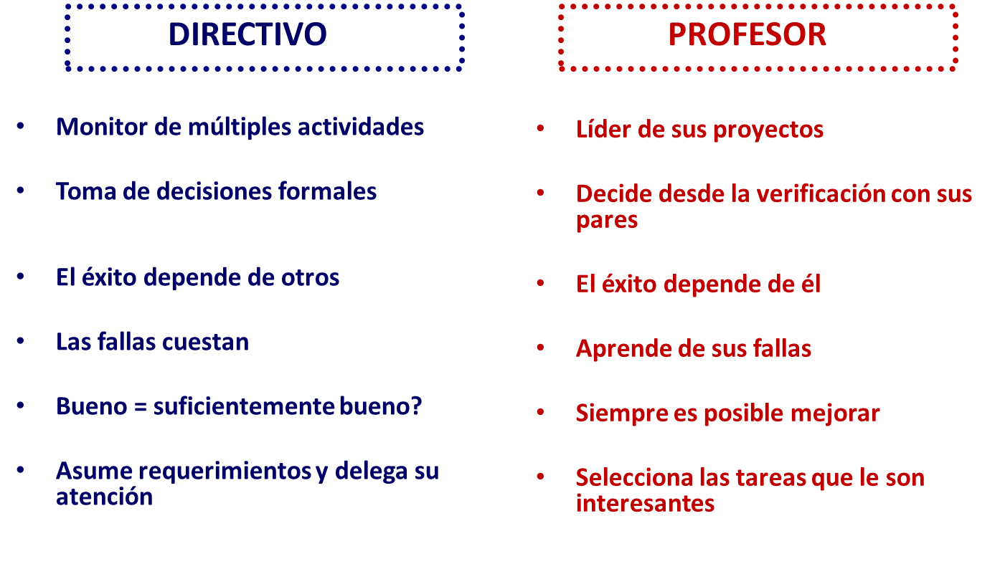 DIRECTIVO
• Monitor de múltiples actividades
• Toma de decisiones formales
• El éxito depende de otros
• Las fallas cuestan
• Bueno = suficientemente bueno?
• Asume requerimientos y delega su
atención
PROFESOR
• Líder de sus proyectos
• Decide desde la verificación con sus
pares
• El éxito depende de él
• Aprende de sus fallas
• Siempre es posible mejorar
• Selecciona las tareas que le son
interesantes